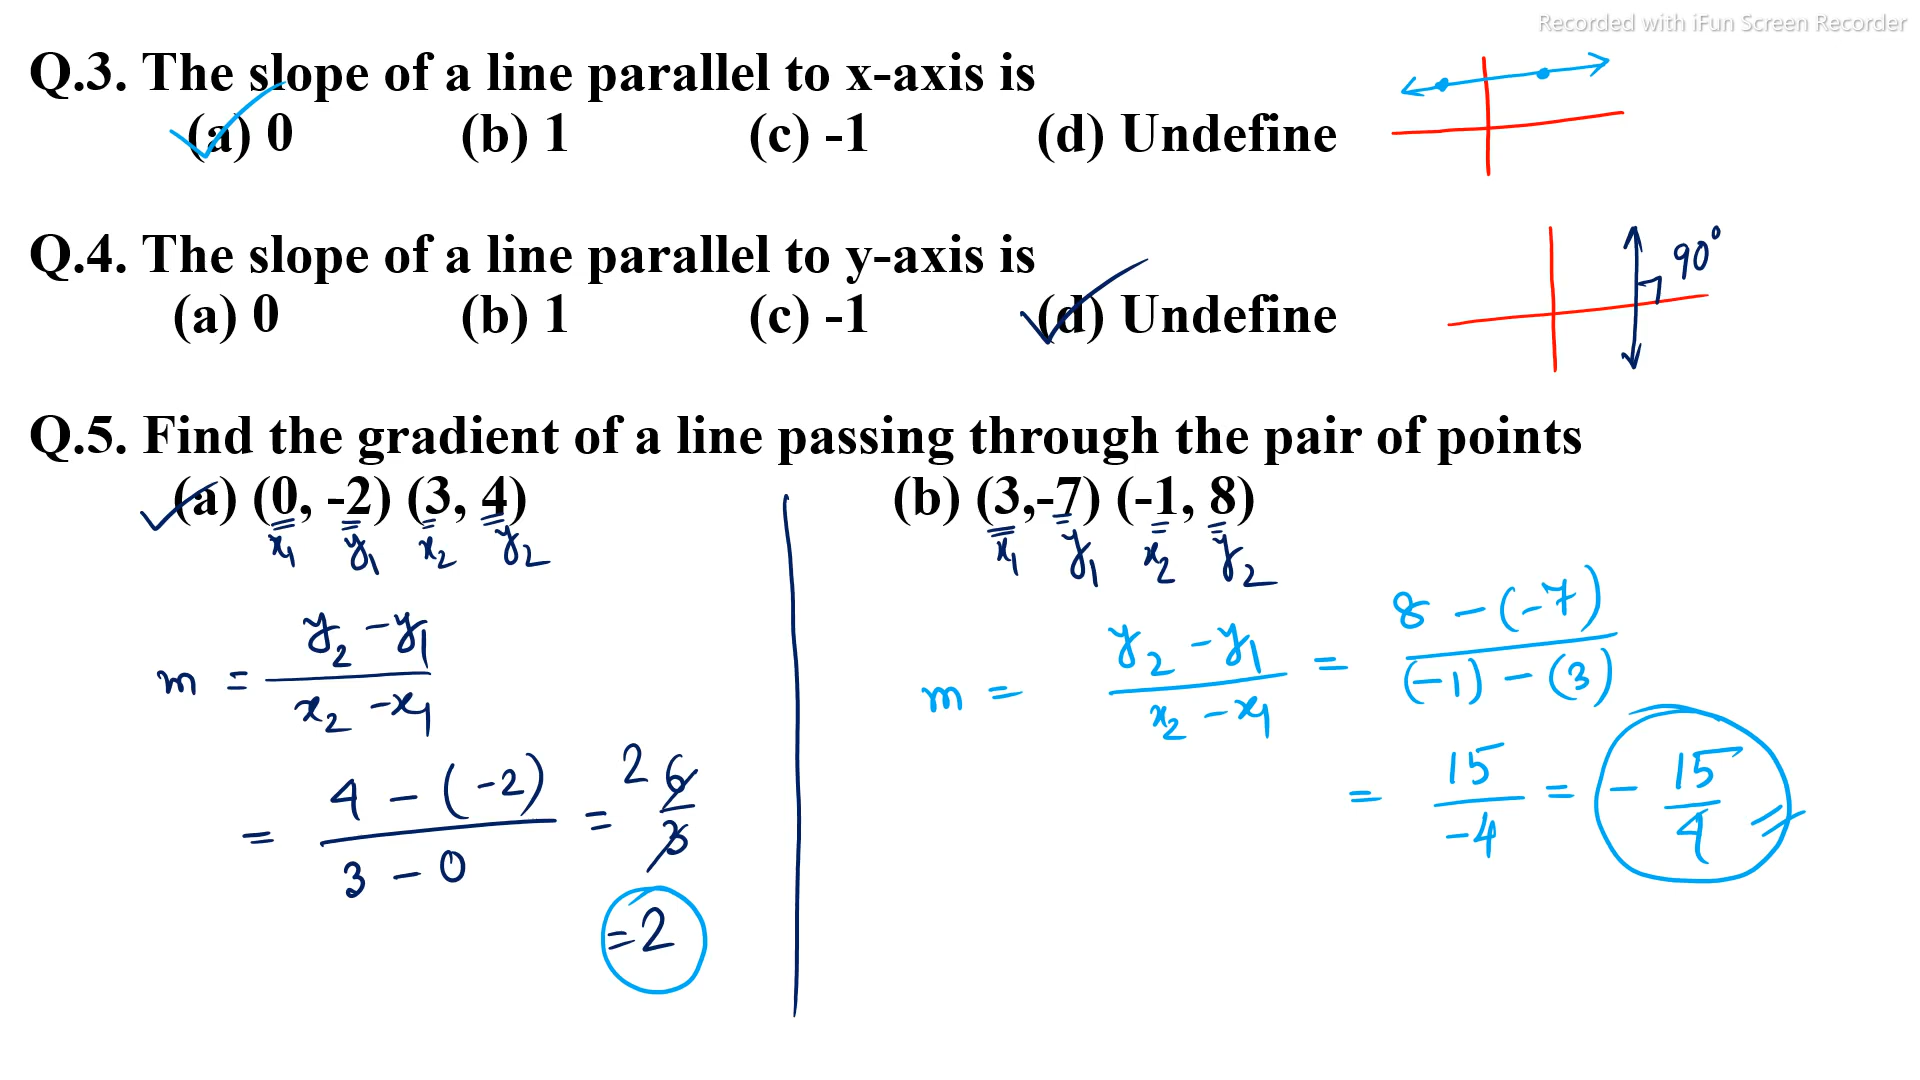 Recorded with iFun Screen Recorder
Q.3. The slope of a line parallel to x-axis is
(a) 0 (b) 1 (c) -1 (d) Undefine
Q.4. The slope of a line parallel to y-axis is
90°
(a) 0 (b) 1 (c) -1 (d) Undefine
Q.5. Find the gradient of a line passing through the pair of points
(a) (0, -2) (3, 4)
x₁ y₁ x₂ y₂
m = (y₂ - y₁)/(x₂ - x₁)
= (4 - (-2))/(3 - 0) = 2 6/3
= 2
(b) (3,-7) (-1, 8)
x₁ y₁ x₂ y₂
m = (y₂ - y₁)/(x₂ - x₁) = (8 - (-7))/((-1) - (3))
= 15/-4 = - 15/4